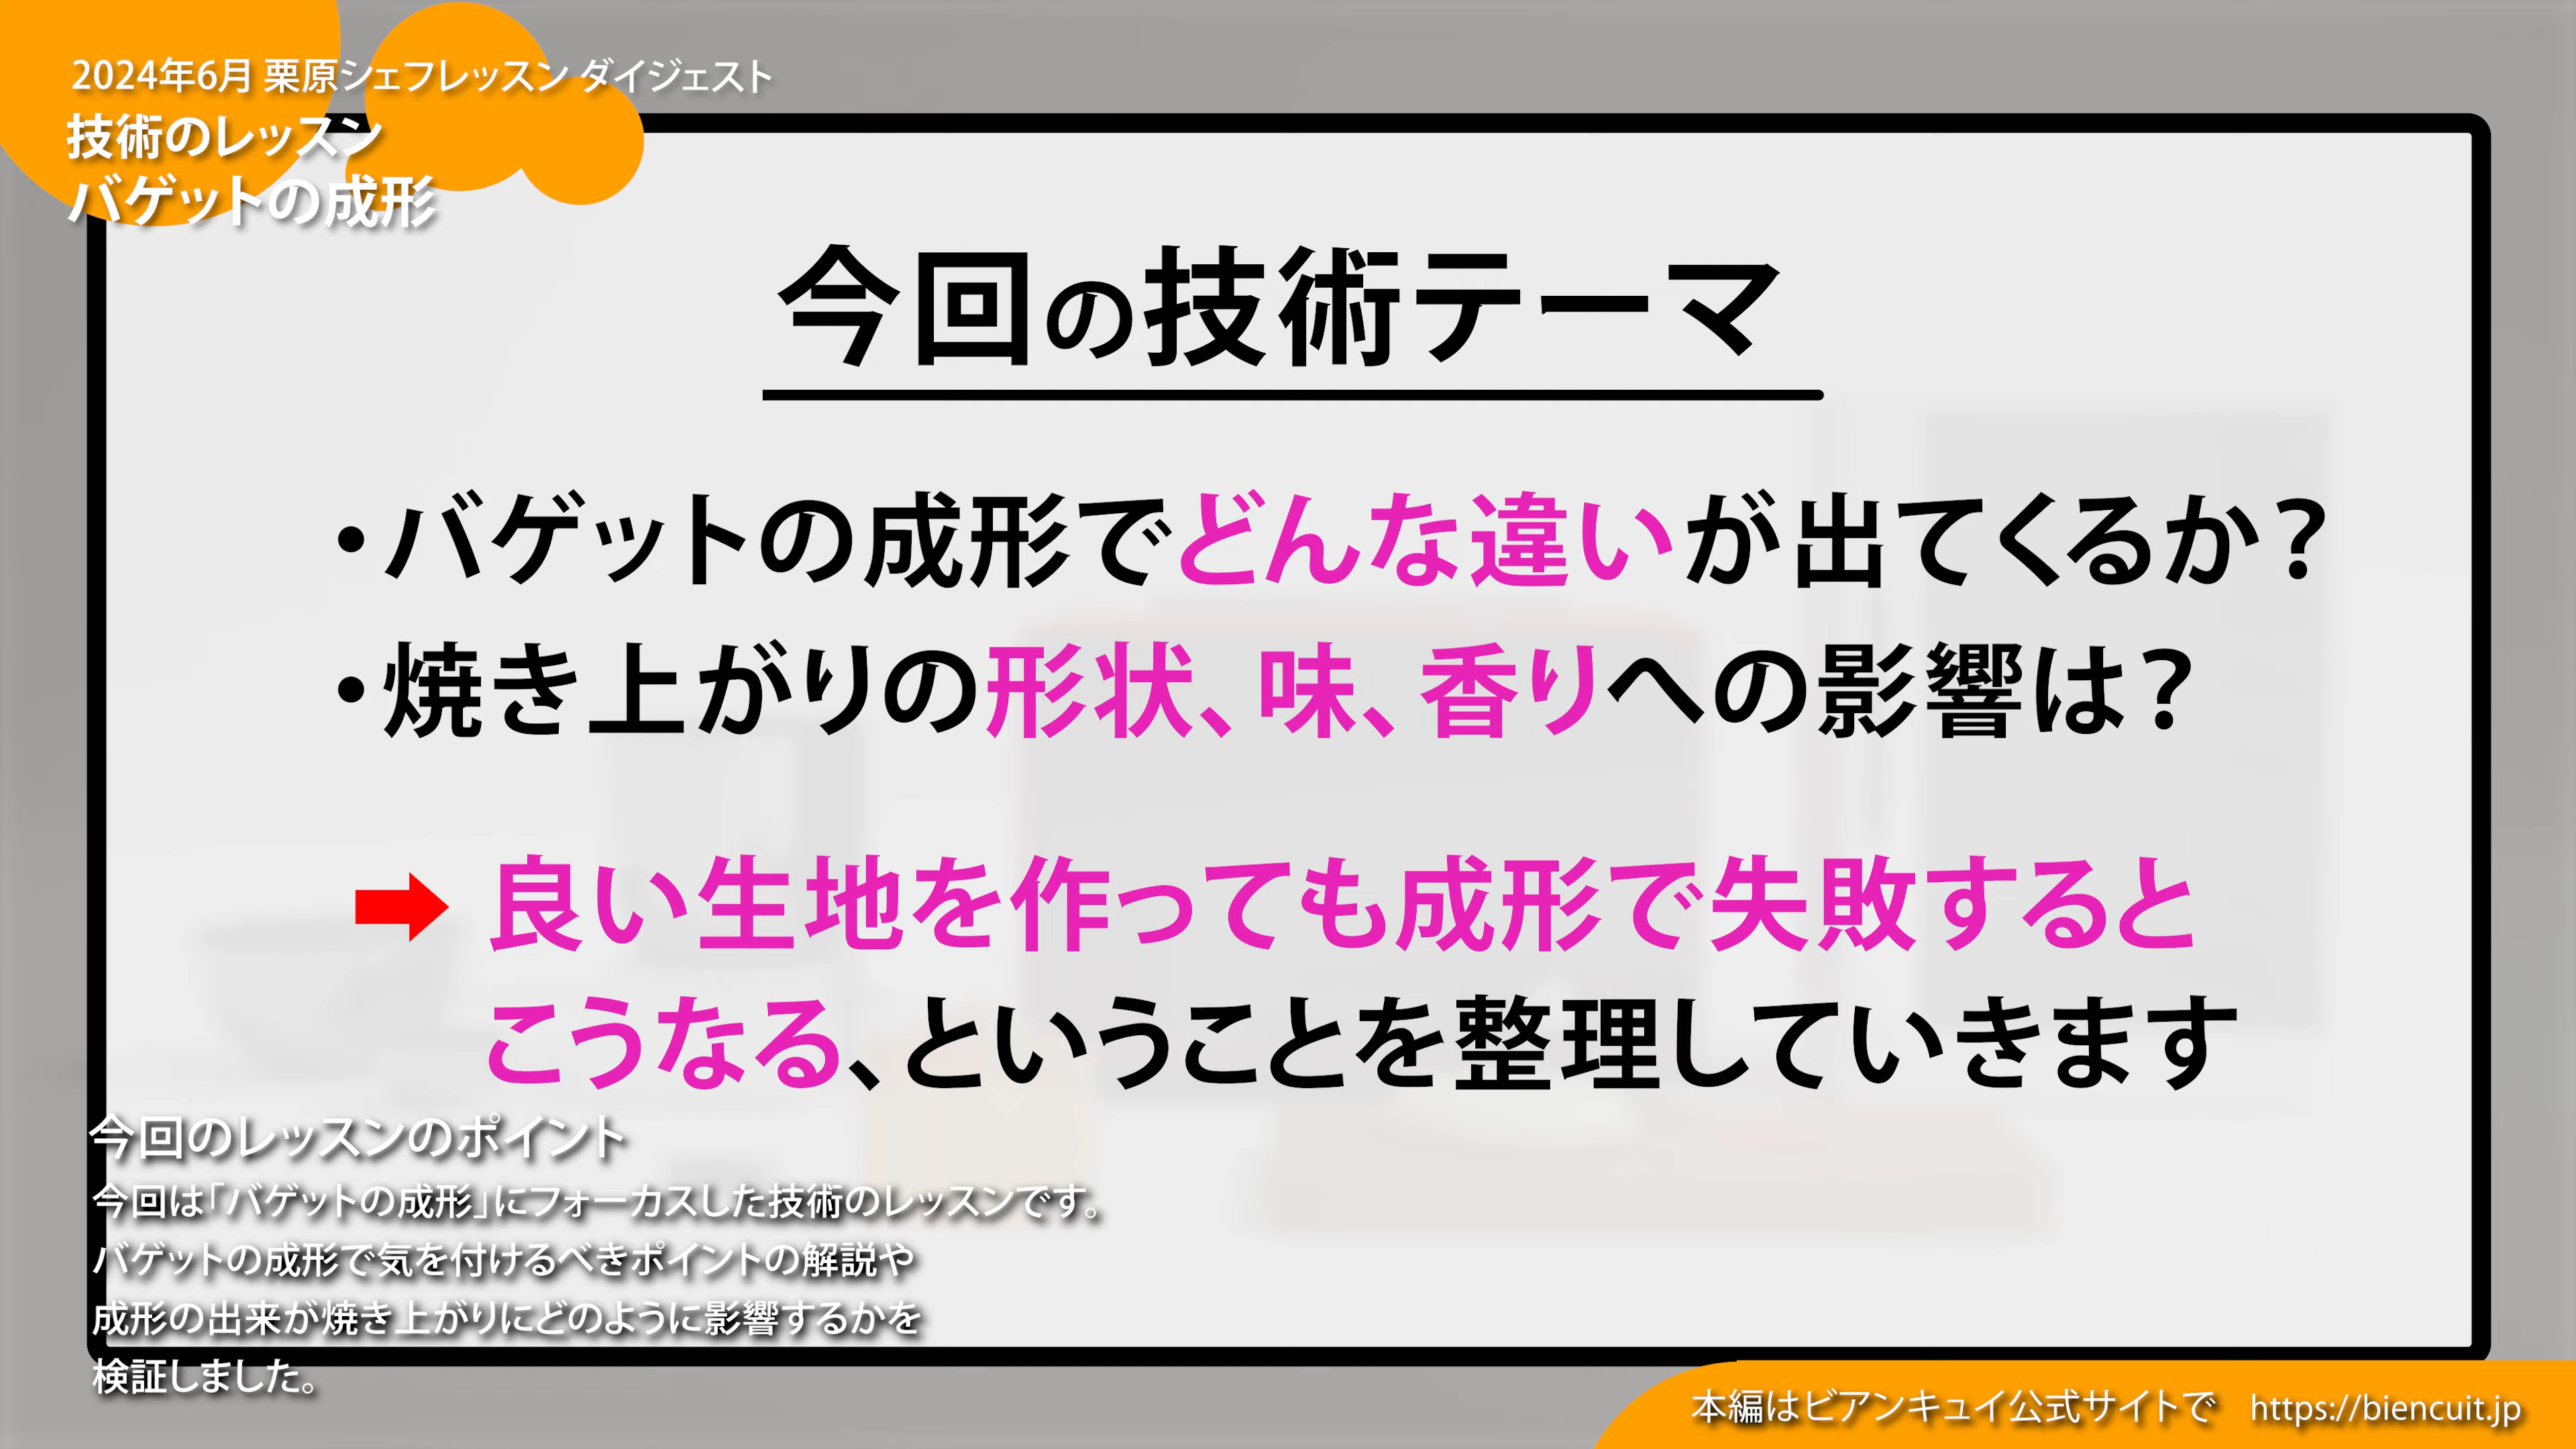 2024年6月 栗原シェフレッスン ダイジェスト
技術のレッスン
バゲットの成形
今回の技術テーマ
・バゲットの成形でどんな違いが出てくるか？
・焼き上がりの形状、味、香りへの影響は？
➡ 良い生地を作っても成形で失敗すると
こうなる、ということを整理していきます
今回のレッスンのポイント
今回は「バゲットの成形」にフォーカスした技術のレッスンです。
バゲットの成形で気を付けるべきポイントの解説や
成形の出来が焼き上がりにどのように影響するかを
検証しました。
本編はビアンキュイ公式サイトで　https://biencuit.jp